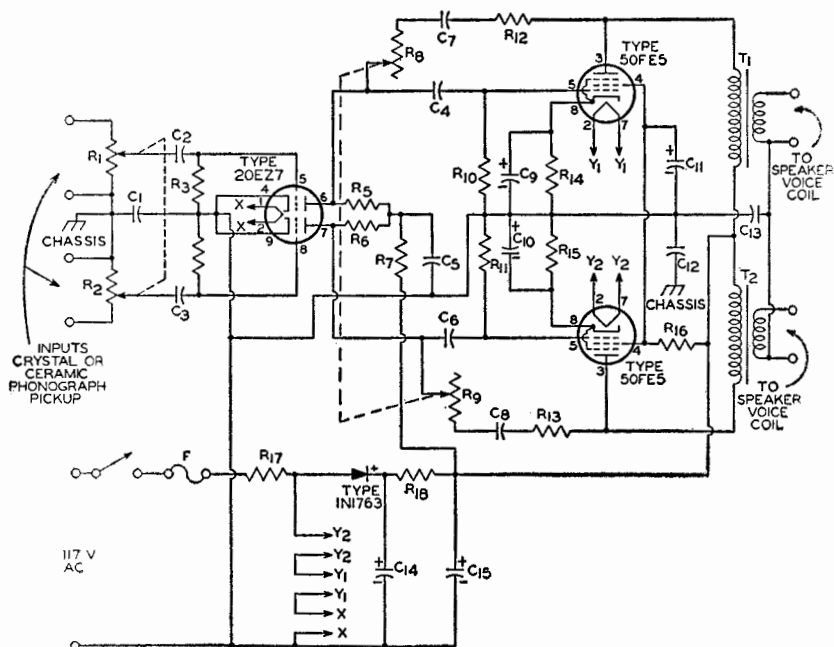 R8
C7
R12
TYPE
50FE5
3
5
4
8
2
7
Y1
Y1
T1
C4
TO
SPEAKER
VOICE
COIL
C2
R1
R3
TYPE
20EZ7
4
5
X
1
6
X
2
7
9
8
C1
CHASSIS
R2
C3
R5
R6
R7
C5
R10
C9
R14
C11
C13
R11
C10
R15
C12
CHASSIS
Y2
Y2
2
7
8
5
4
3
TYPE
50FE5
R16
T2
TO
SPEAKER
VOICE
COIL
C6
R9
C8
R13
INPUTS
CRYSTAL OR
CERAMIC
PHONOGRAPH
PICKUP
F
R17
TYPE
1N1763
R18
117 V
AC
Y2
Y2
Y1
Y1
X
X
C14
C15